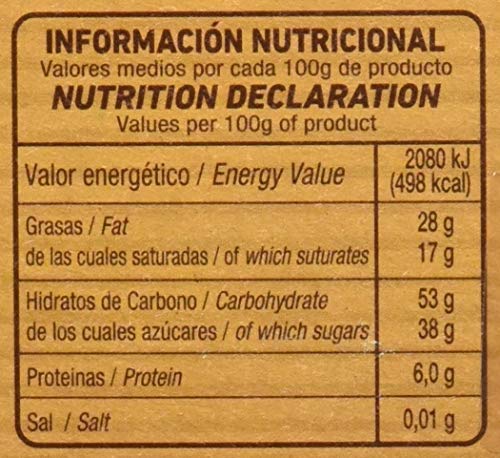 INFORMACIÓN NUTRICIONAL
Valores medios por cada 100g de producto
NUTRITION DECLARATION
Values per 100g of product
Valor energético / Energy Value 2080 kJ
(498 kcal)
Grasas / Fat 28 g
de las cuales saturadas / of which suturates 17 g
Hidratos de Carbono / Carbohydrate 53 g
de los cuales azúcares / of which sugars 38 g
Proteinas / Protein 6,0 g
Sal / Salt 0,01 g